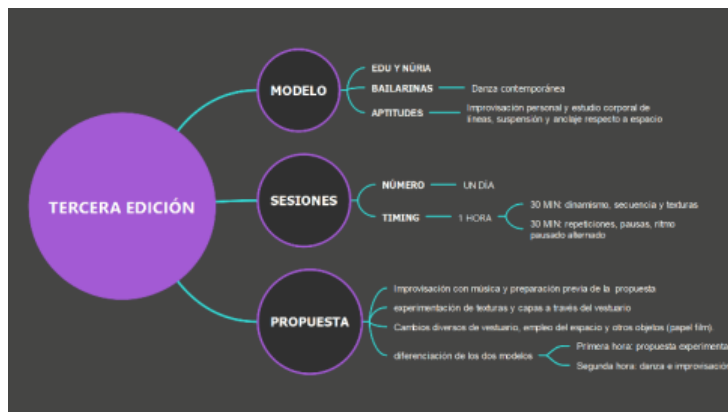 TERCERA EDICIÓN
MODELO
EDU Y NÚRIA
BAILARINAS
Danza contemporánea
APTITUDES
Improvisación personal y estudio corporal de
líneas, suspensión y anclaje respecto a espacio
SESIONES
NÚMERO
UN DÍA
TIMING
1 HORA
30 MIN: dinamismo, secuencia y texturas
30 MIN: repeticiones, pausas, ritmo
pausado alternado
PROPUESTA
Improvisación con música y preparación previa de la propuesta
experimentación de texturas y capas a través del vestuario
Cambios diversos de vestuario, empleo del espacio y otros objetos (papel film).
diferenciación de los dos modelos
Primera hora: propuesta experimenta
Segunda hora: danza e improvisación